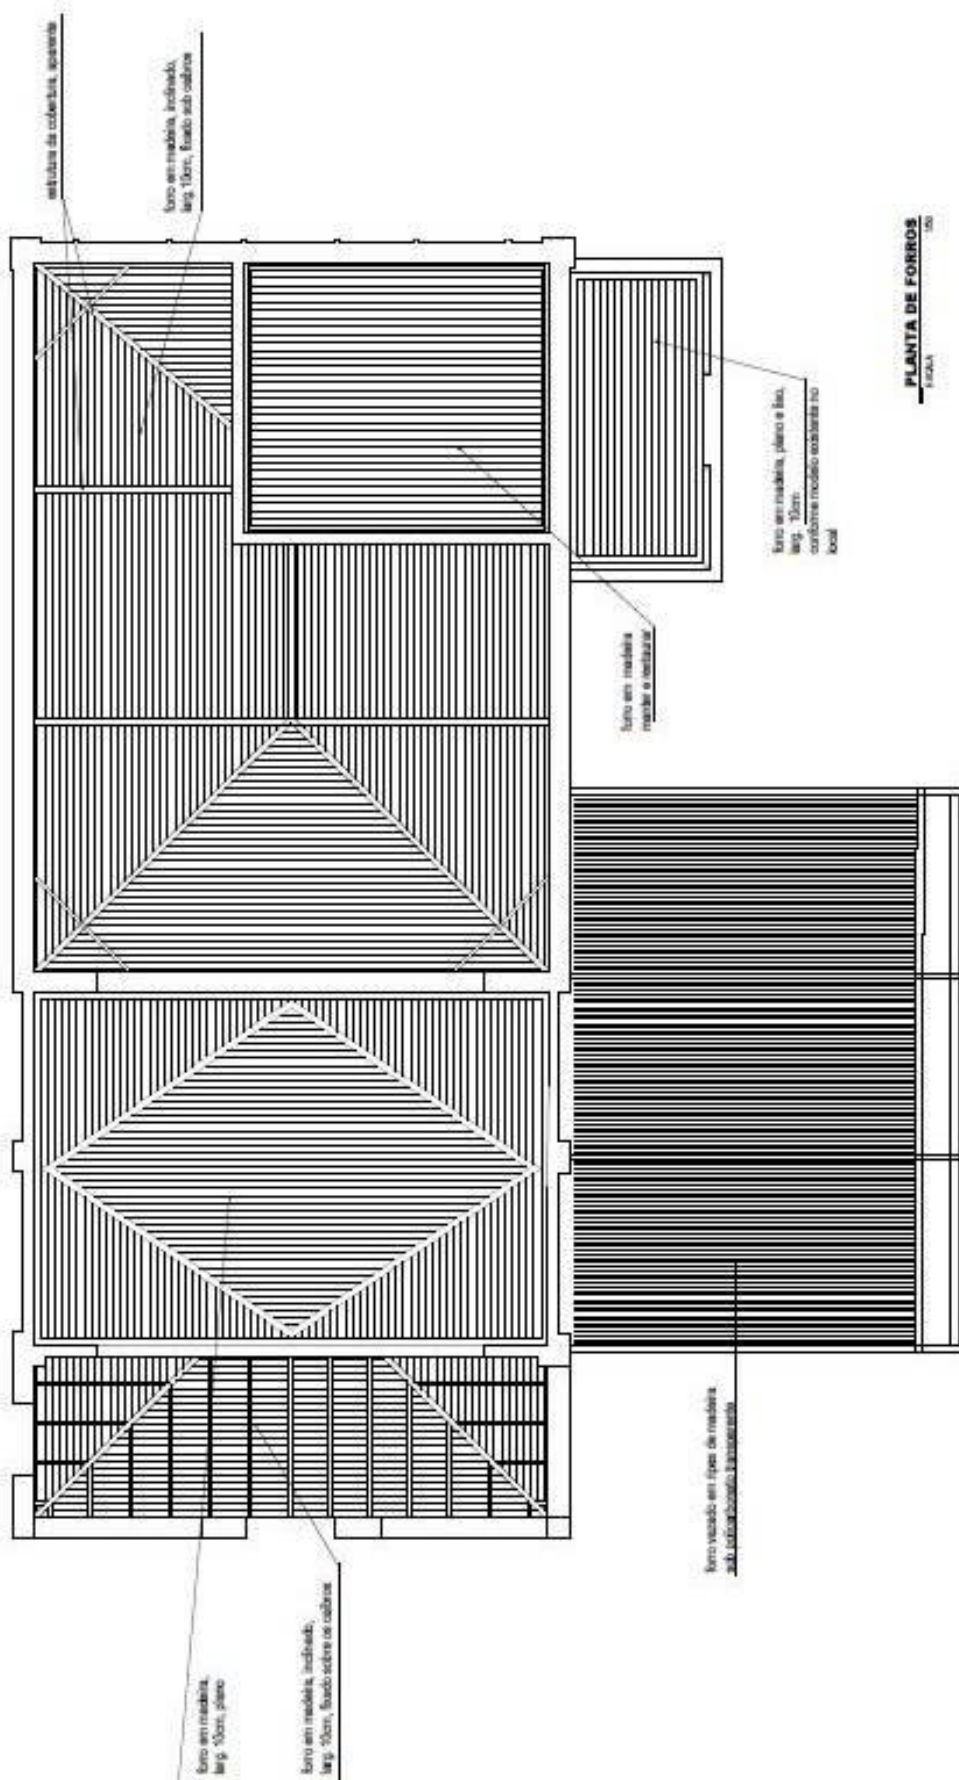 estrutura da cobertura, aparente
forro em madeira, inclinado,
larg. 10cm, fixado sob caibros
PLANTA DE FORROS
ESCALA 1/50
forro em madeira, plano e liso,
larg. 10cm
conforme modelo existente no
local
forro em madeira
manter e restaurar
forro vazado em ripas de madeira
sob policarbonato transparente
forro em madeira,
larg. 10cm, plano
forro em madeira, inclinado,
larg. 10cm, fixado sobre os caibros